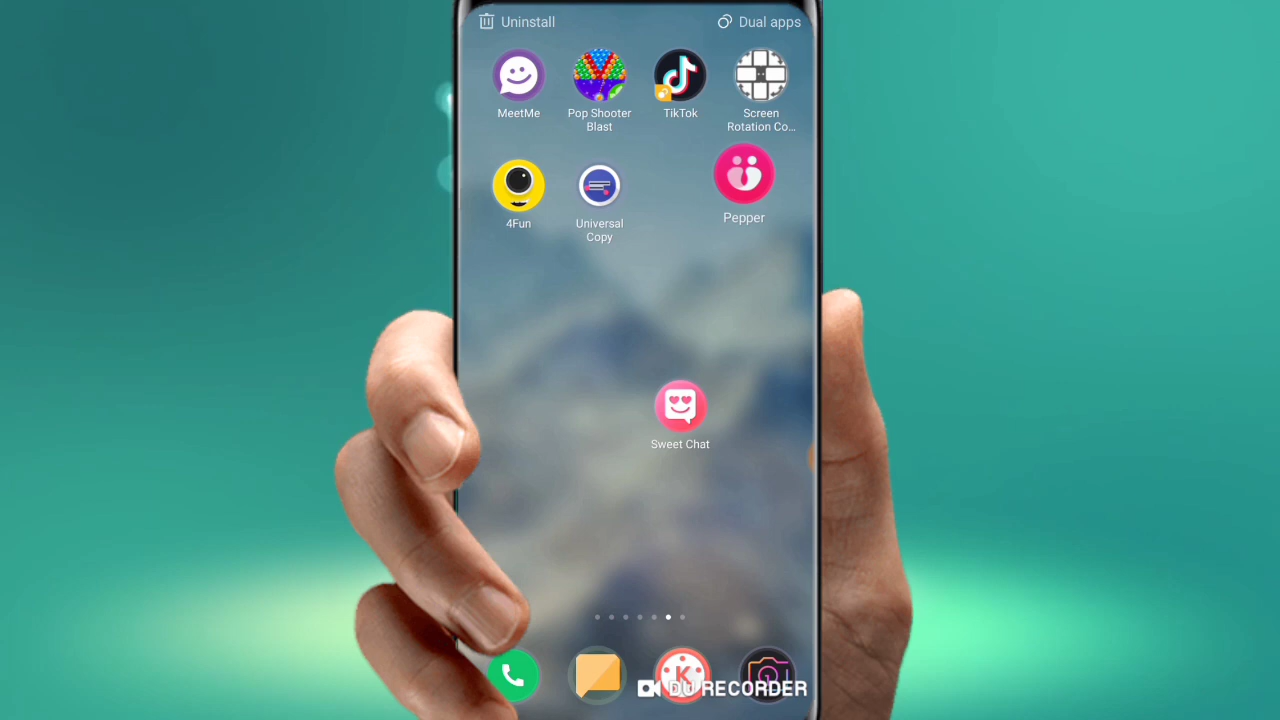 Uninstall
Dual apps
MeetMe
Pop Shooter
Blast
TikTok
Screen
Rotation Co...
4Fun
Universal
Copy
Pepper
Sweet Chat
K
DU RECORDER